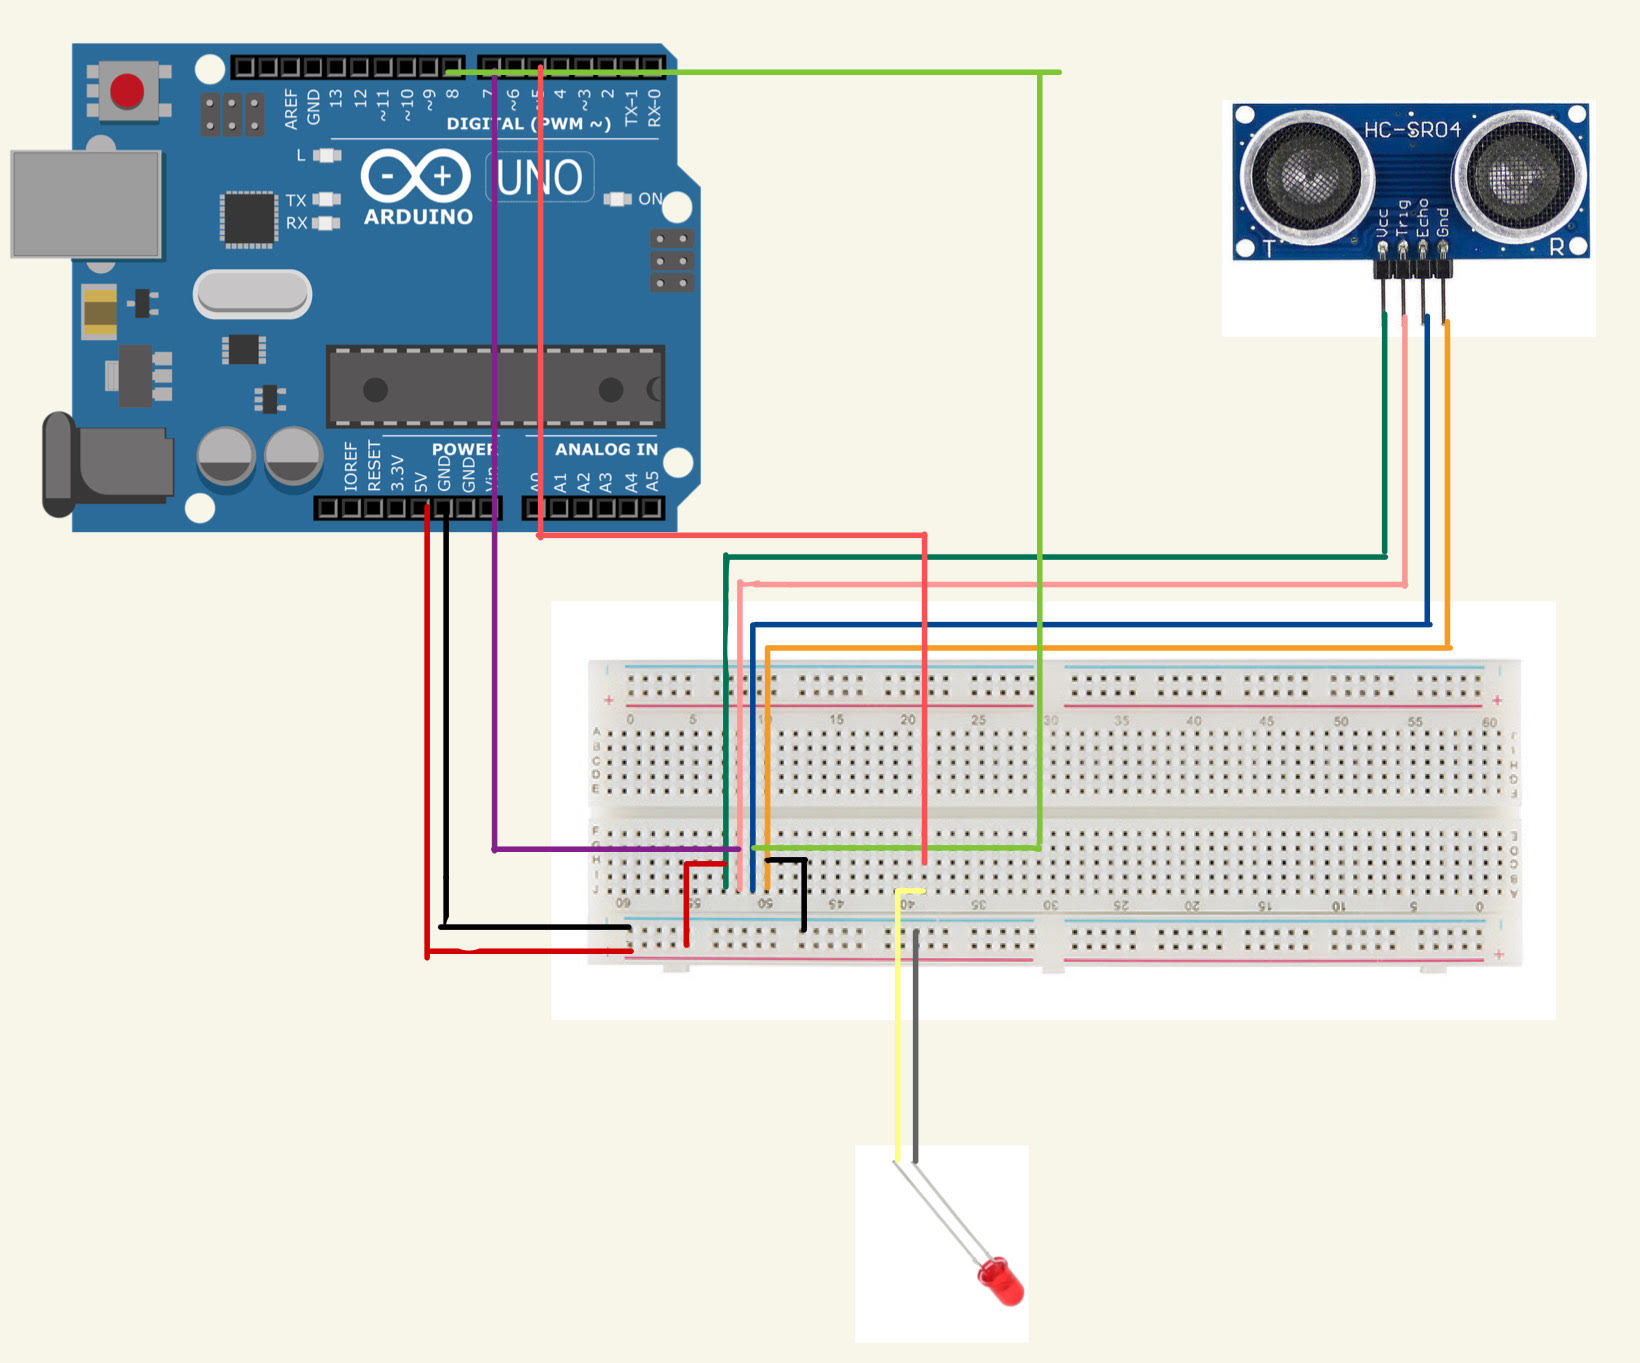 AREF
GND
13
12
~11
~10
~9
8
7
~6
~5
4
~3
2
TX-1
RX-0
DIGITAL (PWM ~)
L
TX
RX
UNO
ARDUINO
ON
POWER
ANALOG IN
IOREF
RESET
3.3V
5V
GND
GND
Vin
A0
A1
A2
A3
A4
A5
HC-SR04
Vcc
Trig
Echo
Gnd
T
R
+ +
0 5 10 15 20 25 30 35 40 45 50 55 60
A
B
C
D
E
F
G
H
I
J
J
I
H
G
F
E
D
C
B
A
60 55 50 45 40 35 30 25 20 15 10 5 0
+ +